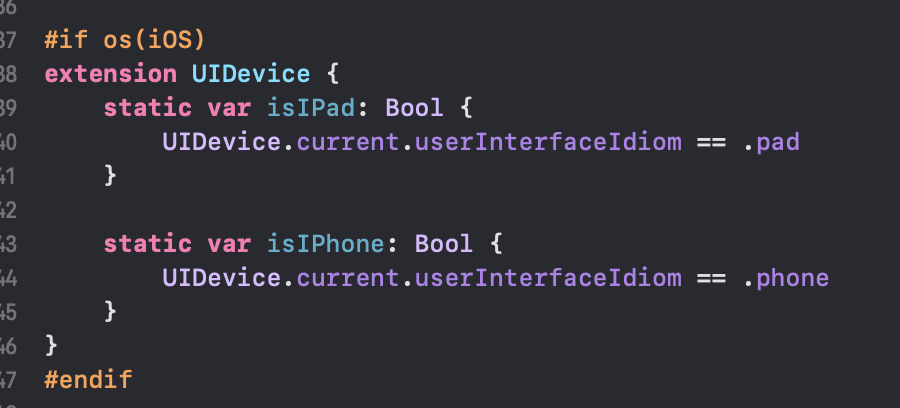 36
37 #if os(iOS)
38 extension UIDevice {
39     static var isIPad: Bool {
40         UIDevice.current.userInterfaceIdiom == .pad
41     }
42
43     static var isIPhone: Bool {
44         UIDevice.current.userInterfaceIdiom == .phone
45     }
46 }
47 #endif